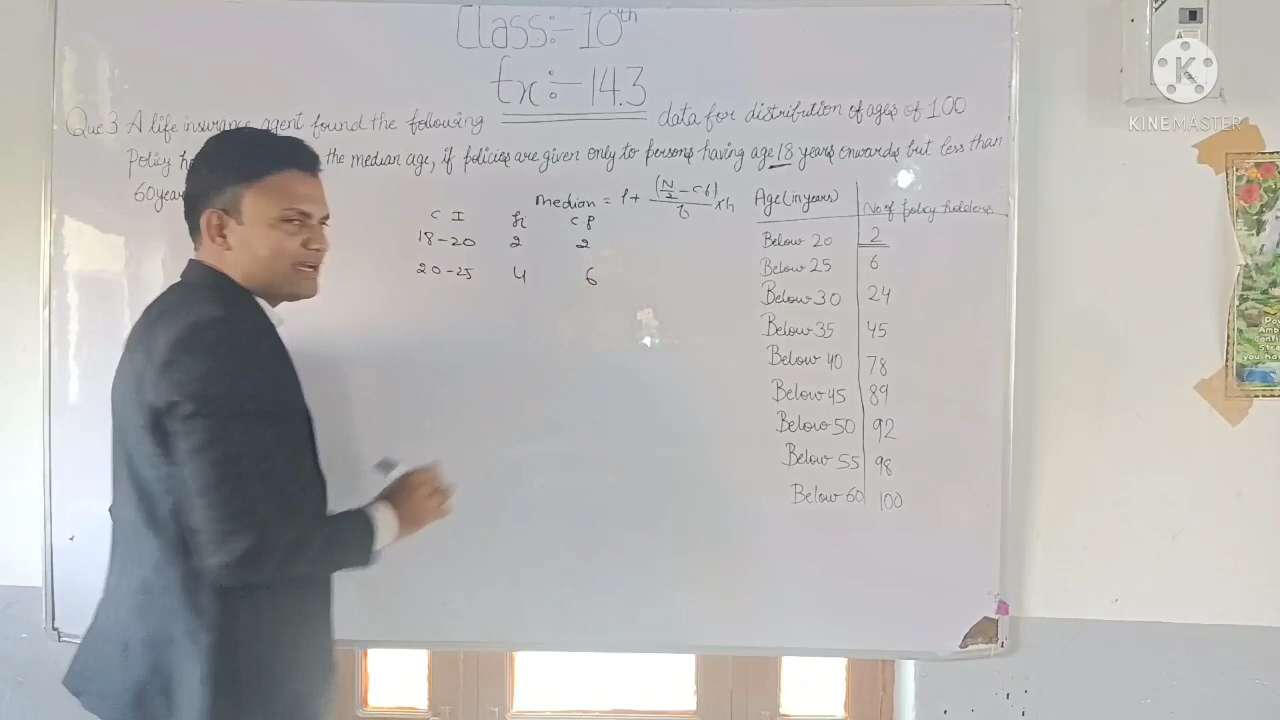 Class:- 10th
Ex:- 14.3
Que 3 A life insurance agent found the following data for distribution of ages of 100
Policy the median age, if policies are given only to persons having age 18 years onwards but less than
60 year
median = l + (N/2 - cf)/f × h
C I fi C f
18-20 2 2
20-25 4 6
Age (in years) No of policy holders
Below 20 2
Below 25 6
Below 30 24
Below 35 45
Below 40 78
Below 45 89
Below 50 92
Below 55 98
Below 60 100
K
KINEMASTER